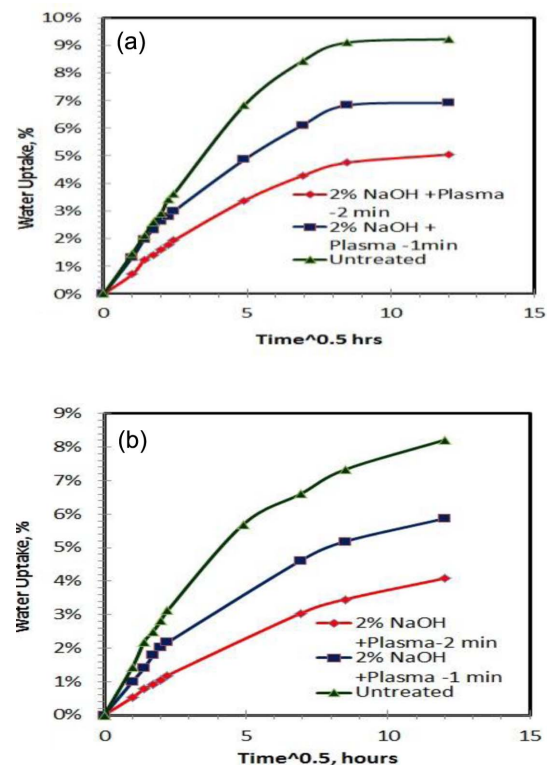 (a)
10%
9%
8%
7%
6%
5%
4%
3%
2%
1%
0%
Water Uptake, %
2% NaOH +Plasma
-2 min
2% NaOH +
Plasma -1min
Untreated
0 5 10 15
Time^0.5 hrs
(b)
9%
8%
7%
6%
5%
4%
3%
2%
1%
0%
Water Uptake, %
2% NaOH
+Plasma-2 min
2% NaOH
+Plasma -1 min
Untreated
0 5 10 15
Time^0.5, hours